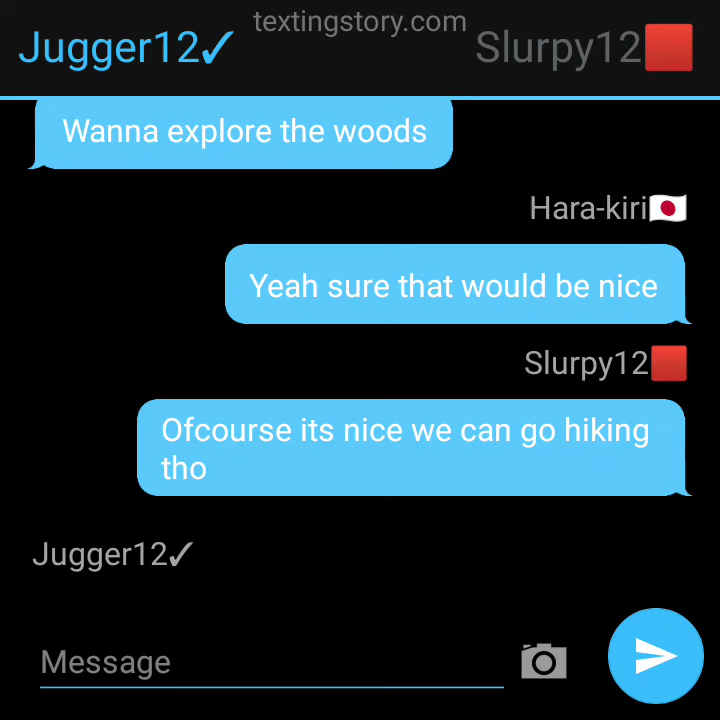 textingstory.com
Jugger12✓ Slurpy12🟥
Wanna explore the woods
Hara-kiri🇯🇵
Yeah sure that would be nice
Slurpy12🟥
Ofcourse its nice we can go hiking
tho
Jugger12✓
Message